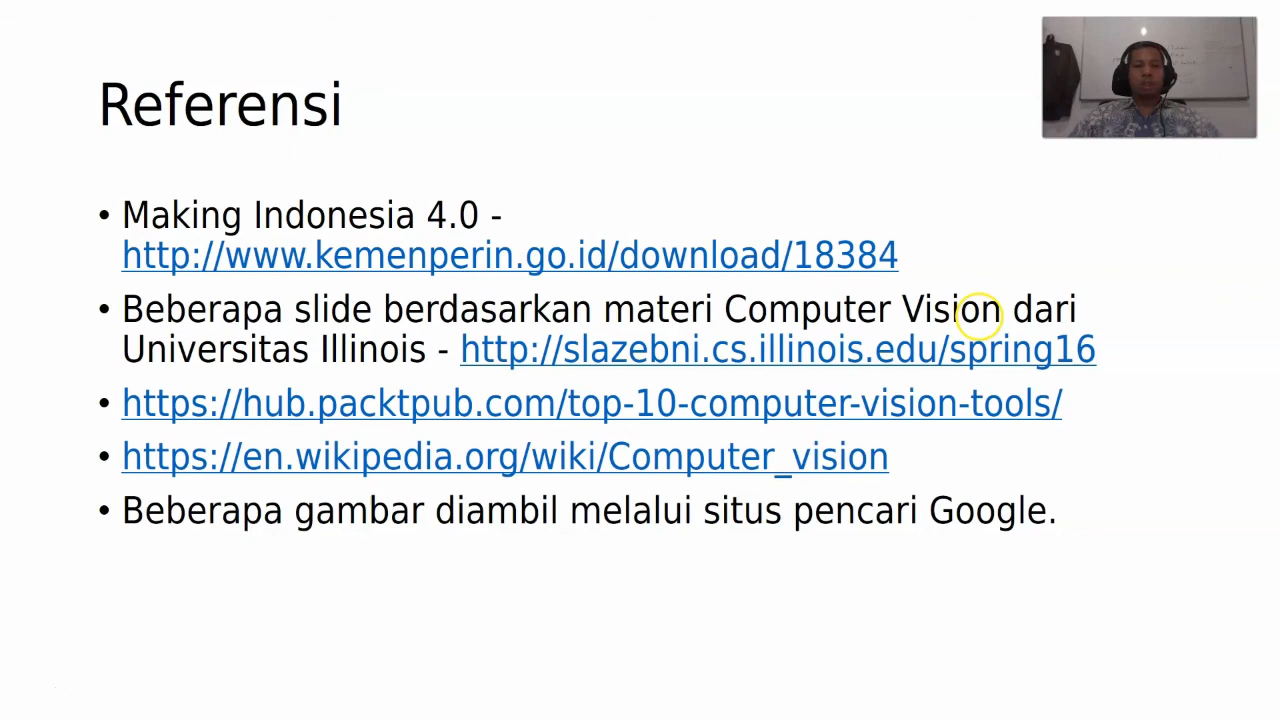 Referensi
• Making Indonesia 4.0 -
http://www.kemenperin.go.id/download/18384
• Beberapa slide berdasarkan materi Computer Vision dari
Universitas Illinois - http://slazebni.cs.illinois.edu/spring16
• https://hub.packtpub.com/top-10-computer-vision-tools/
• https://en.wikipedia.org/wiki/Computer_vision
• Beberapa gambar diambil melalui situs pencari Google.